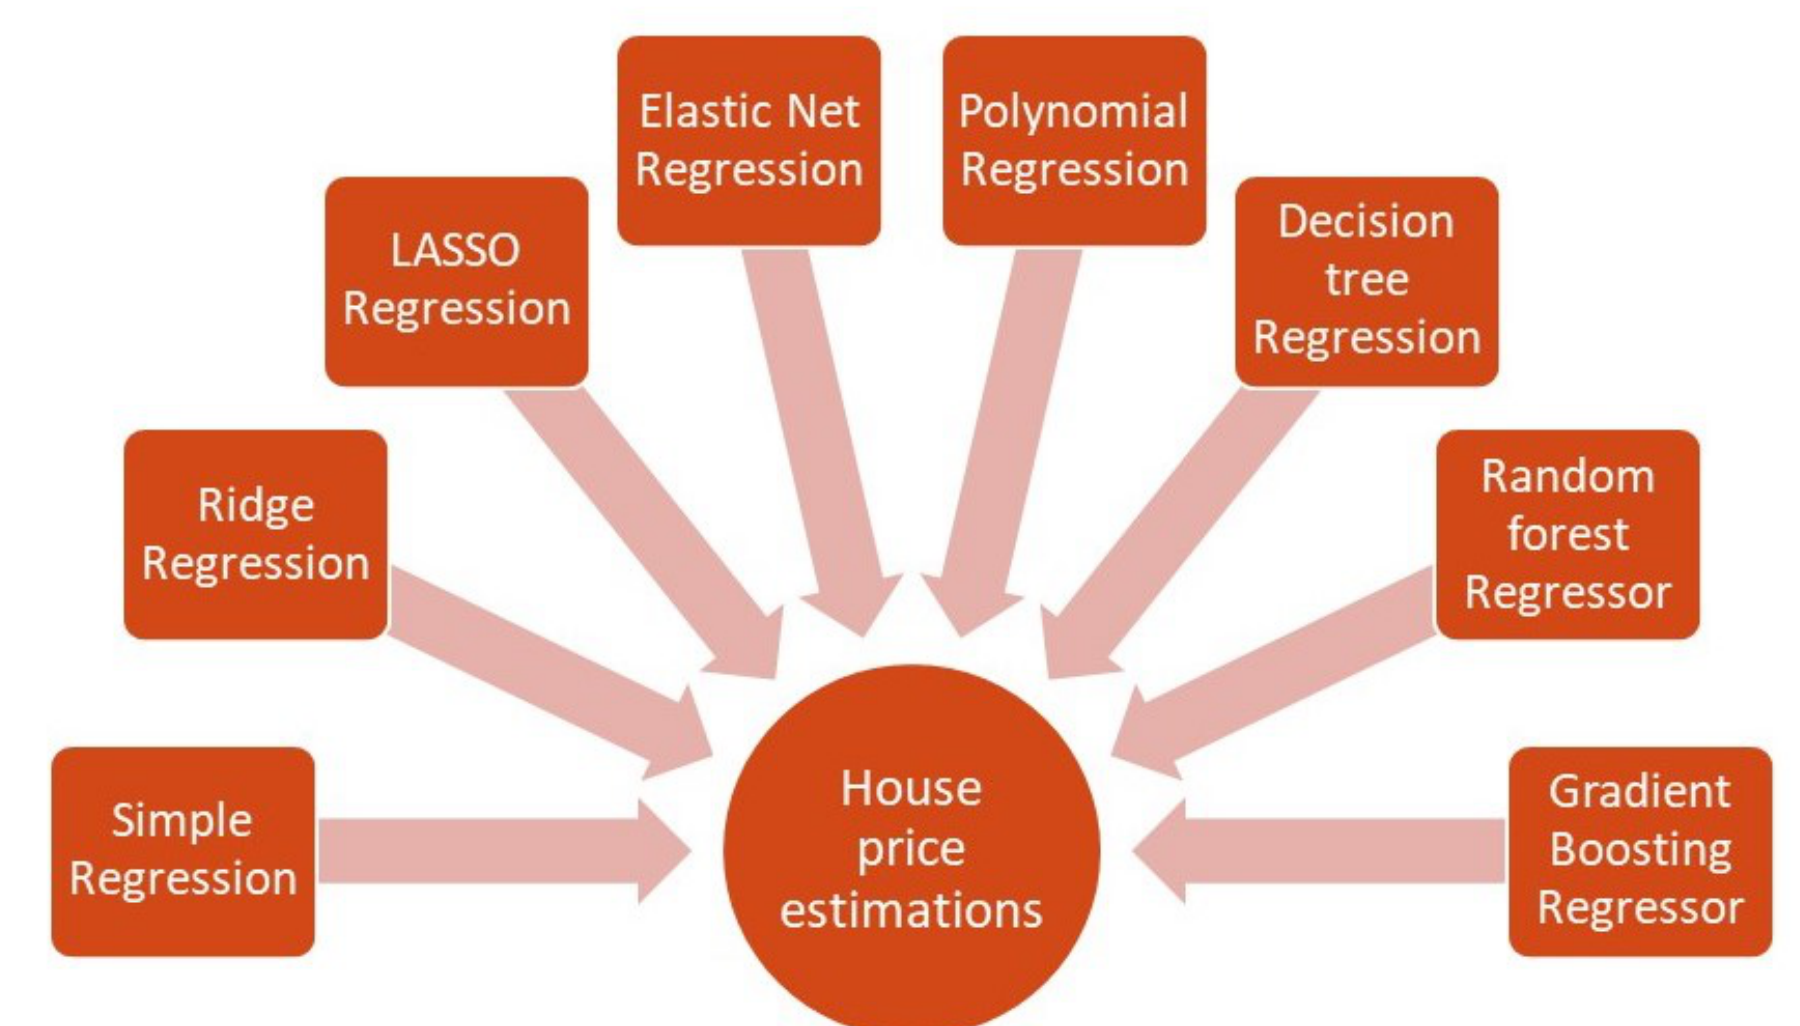 Elastic Net
Regression
Polynomial
Regression
LASSO
Regression
Decision
tree
Regression
Ridge
Regression
Random
forest
Regressor
Simple
Regression
House
price
estimations
Gradient
Boosting
Regressor